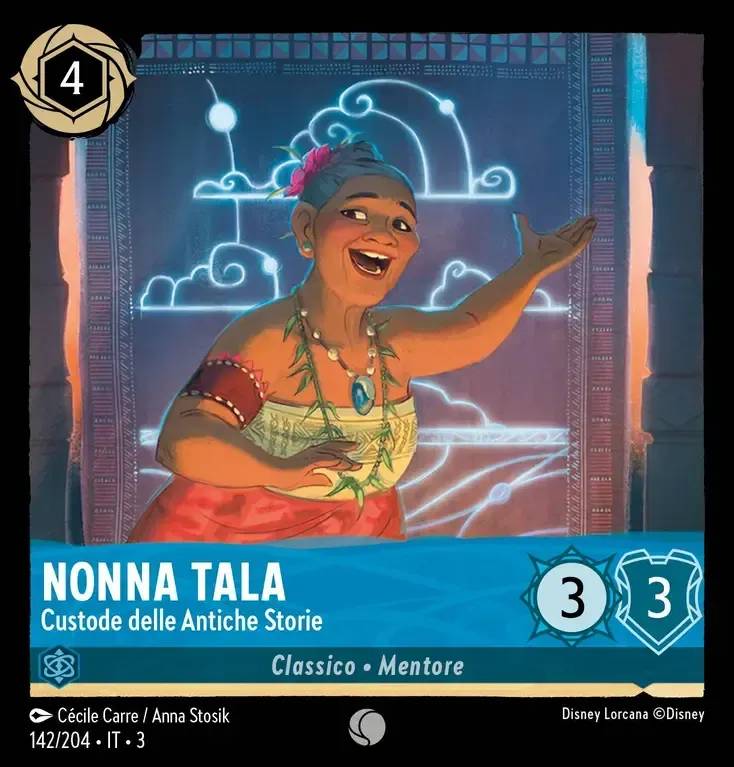 4
NONNA TALA
Custode delle Antiche Storie
3
3
Classico • Mentore
Cécile Carre / Anna Stosik
Disney Lorcana ©Disney
142/204 • IT • 3